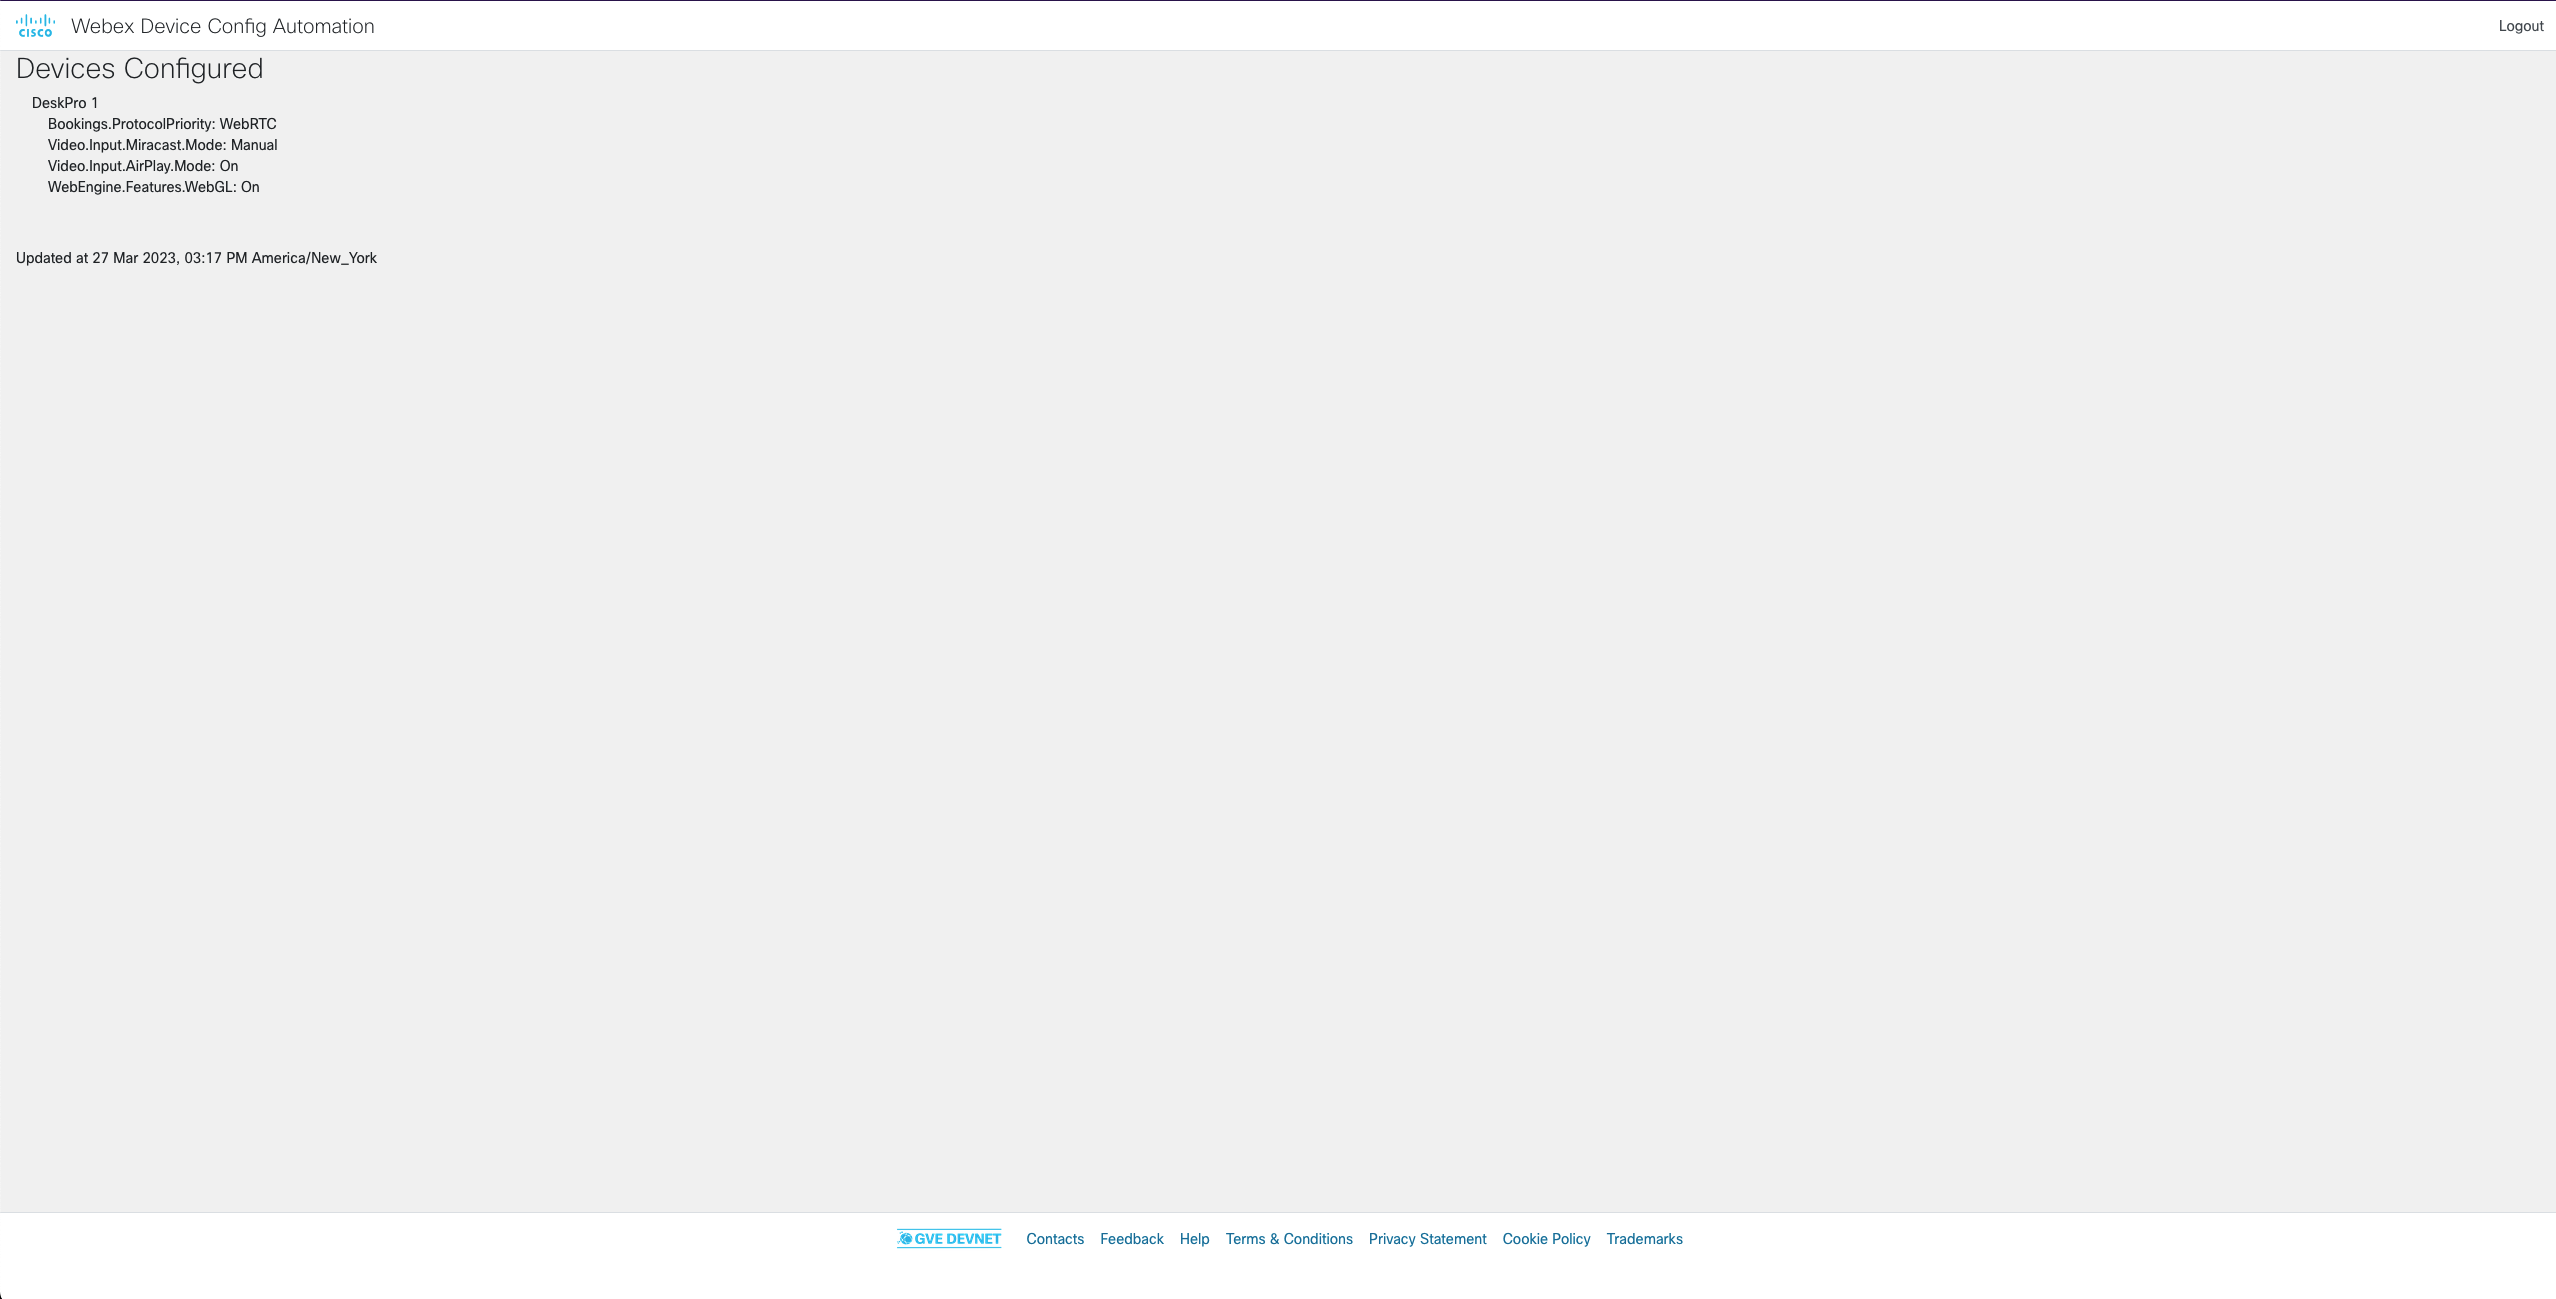 cisco Webex Device Config Automation Logout
Devices Configured
DeskPro 1
Bookings.ProtocolPriority: WebRTC
Video.Input.Miracast.Mode: Manual
Video.Input.AirPlay.Mode: On
WebEngine.Features.WebGL: On
Updated at 27 Mar 2023, 03:17 PM America/New_York
GVE DEVNET Contacts Feedback Help Terms & Conditions Privacy Statement Cookie Policy Trademarks